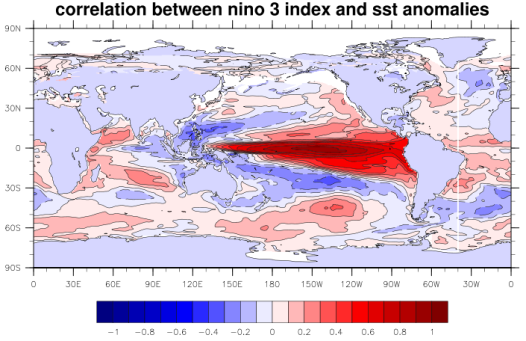 correlation between nino 3 index and sst anomalies
90N
60N
30N
0
30S
60S
90S
0 30E 60E 90E 120E 150E 180 150W 120W 90W 60W 30W 0
−1 −0.8 −0.6 −0.4 −0.2 0 0.2 0.4 0.6 0.8 1